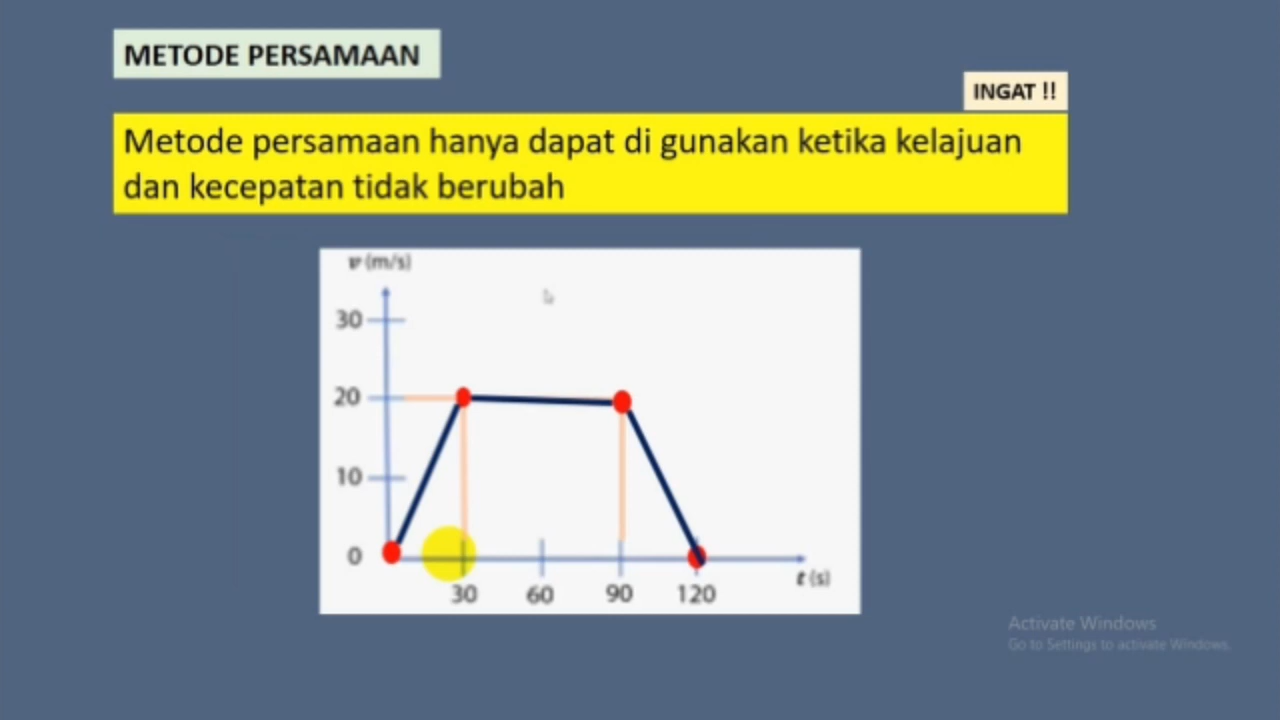 METODE PERSAMAAN
INGAT !!
Metode persamaan hanya dapat di gunakan ketika kelajuan
dan kecepatan tidak berubah
v (m/s)
30
20
10
0
30 60 90 120
t (s)
Activate Windows
Go to Settings to activate Windows.